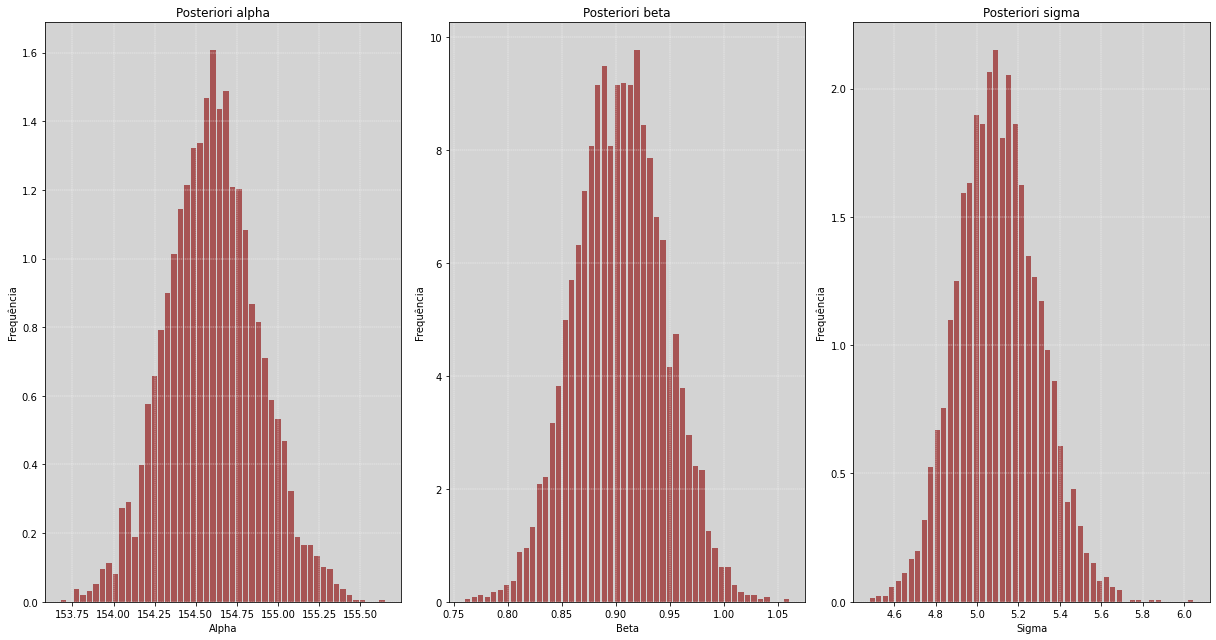 Posteriori alpha
1.6
1.4
1.2
1.0
0.8
0.6
0.4
0.2
0.0
Frequência
153.75 154.00 154.25 154.50 154.75 155.00 155.25 155.50
Alpha
Posteriori beta
10
8
6
4
2
0
Frequência
0.75 0.80 0.85 0.90 0.95 1.00 1.05
Beta
Posteriori sigma
2.0
1.5
1.0
0.5
0.0
Frequência
4.6 4.8 5.0 5.2 5.4 5.6 5.8 6.0
Sigma